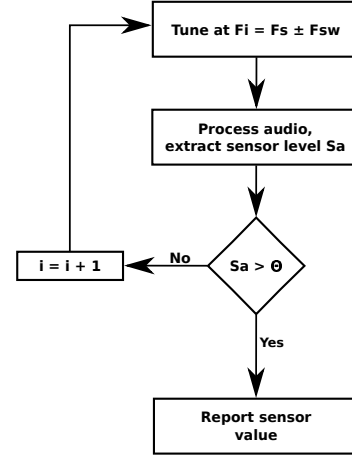 Tune at Fi = Fs ± Fsw
Process audio,
extract sensor level Sa
Sa > Θ
No
i = i + 1
Yes
Report sensor
value